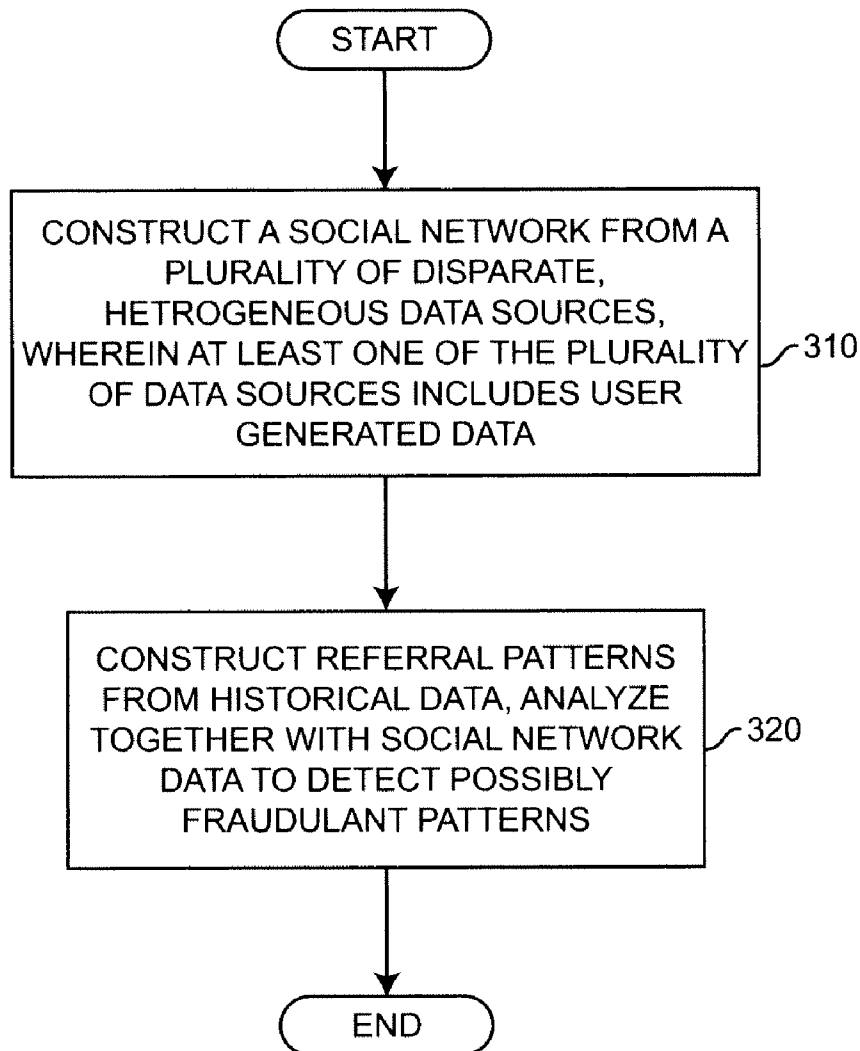 START
CONSTRUCT A SOCIAL NETWORK FROM A
PLURALITY OF DISPARATE,
HETROGENEOUS DATA SOURCES,
WHEREIN AT LEAST ONE OF THE PLURALITY
OF DATA SOURCES INCLUDES USER
GENERATED DATA
310
CONSTRUCT REFERRAL PATTERNS
FROM HISTORICAL DATA, ANALYZE
TOGETHER WITH SOCIAL NETWORK
DATA TO DETECT POSSIBLY
FRAUDULANT PATTERNS
320
END